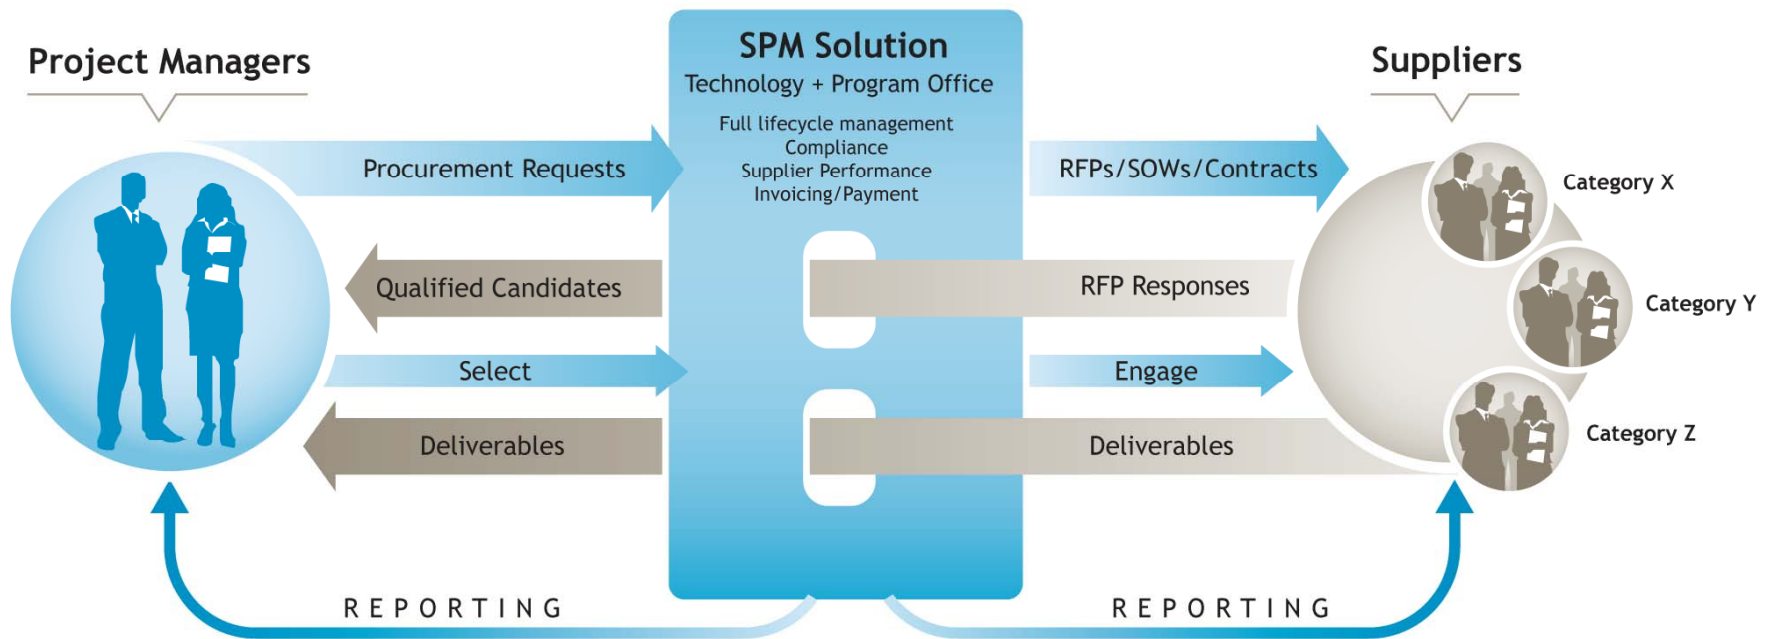 Project Managers
SPM Solution
Technology + Program Office
Full lifecycle management
Compliance
Supplier Performance
Invoicing/Payment
Suppliers
Procurement Requests
RFPs/SOWs/Contracts
Category X
Qualified Candidates
RFP Responses
Category Y
Select
Engage
Deliverables
Deliverables
Category Z
REPORTING
REPORTING